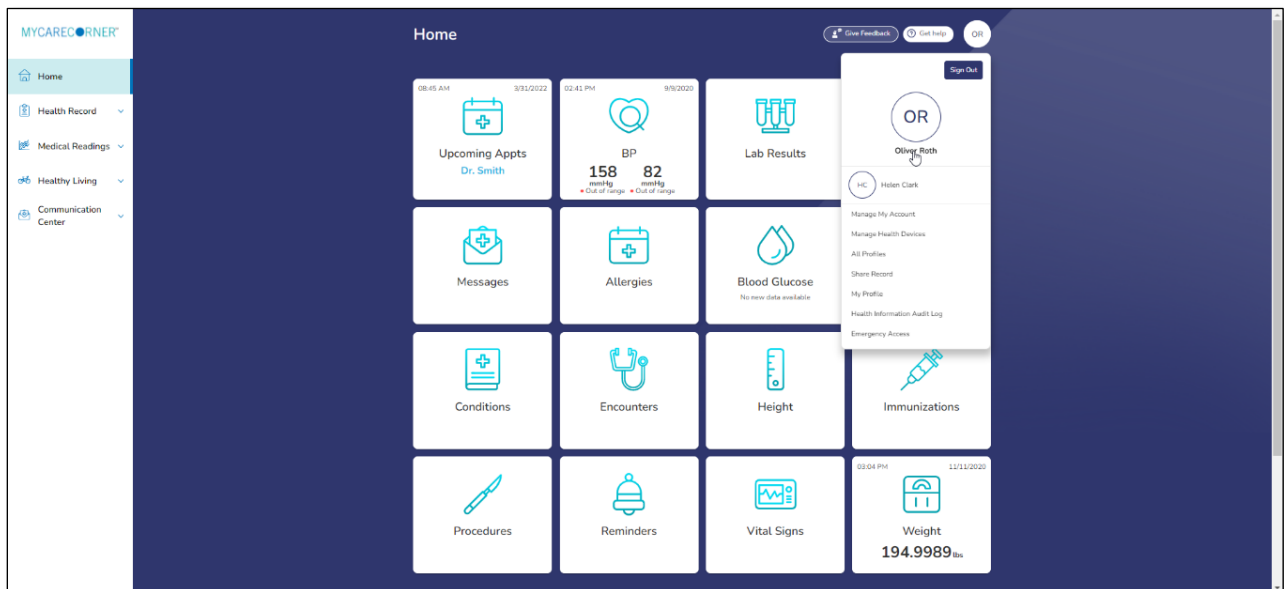 MYCARECORNER™
Home
Health Record
Medical Readings
Healthy Living
Communication
Center
Home
Give Feedback
Get help
OR
Sign Out
OR
Oliver Roth
HC
Helen Clark
Manage My Account
Manage Health Devices
All Profiles
Share Record
My Profile
Health Information Audit Log
Emergency Access
08:45 AM 3/31/2022
Upcoming Appts
Dr. Smith
02:41 PM 9/9/2020
BP
158 82
mmHg mmHg
Out of range Out of range
Lab Results
Messages
Allergies
Blood Glucose
No new data available
Conditions
Encounters
Height
Immunizations
Procedures
Reminders
Vital Signs
03:04 PM 11/11/2020
Weight
194.9989 lbs